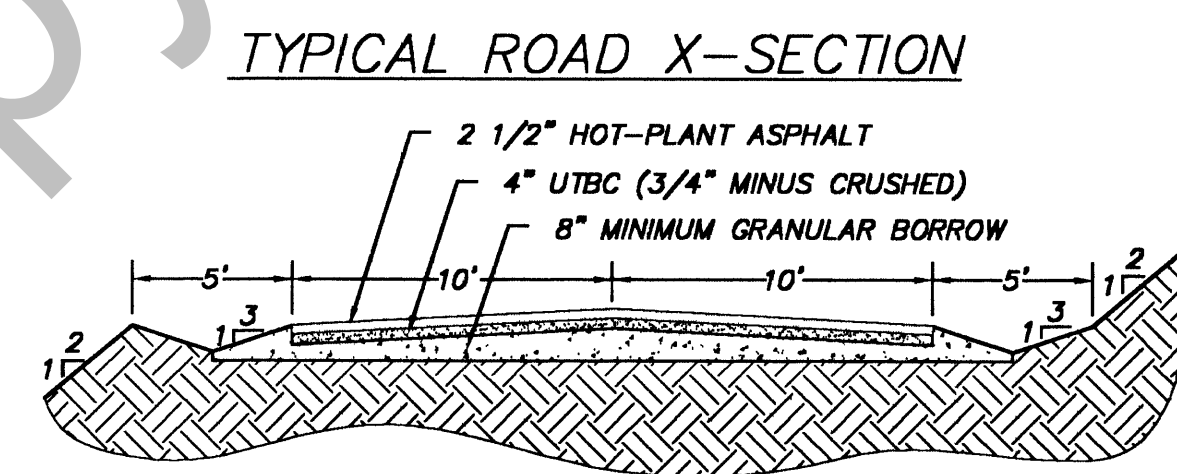 TYPICAL ROAD X-SECTION
2 1/2" HOT-PLANT ASPHALT
4" UTBC (3/4" MINUS CRUSHED)
8" MINIMUM GRANULAR BORROW
5' 10' 10' 5'
2
1
3
1
3
1
2
1